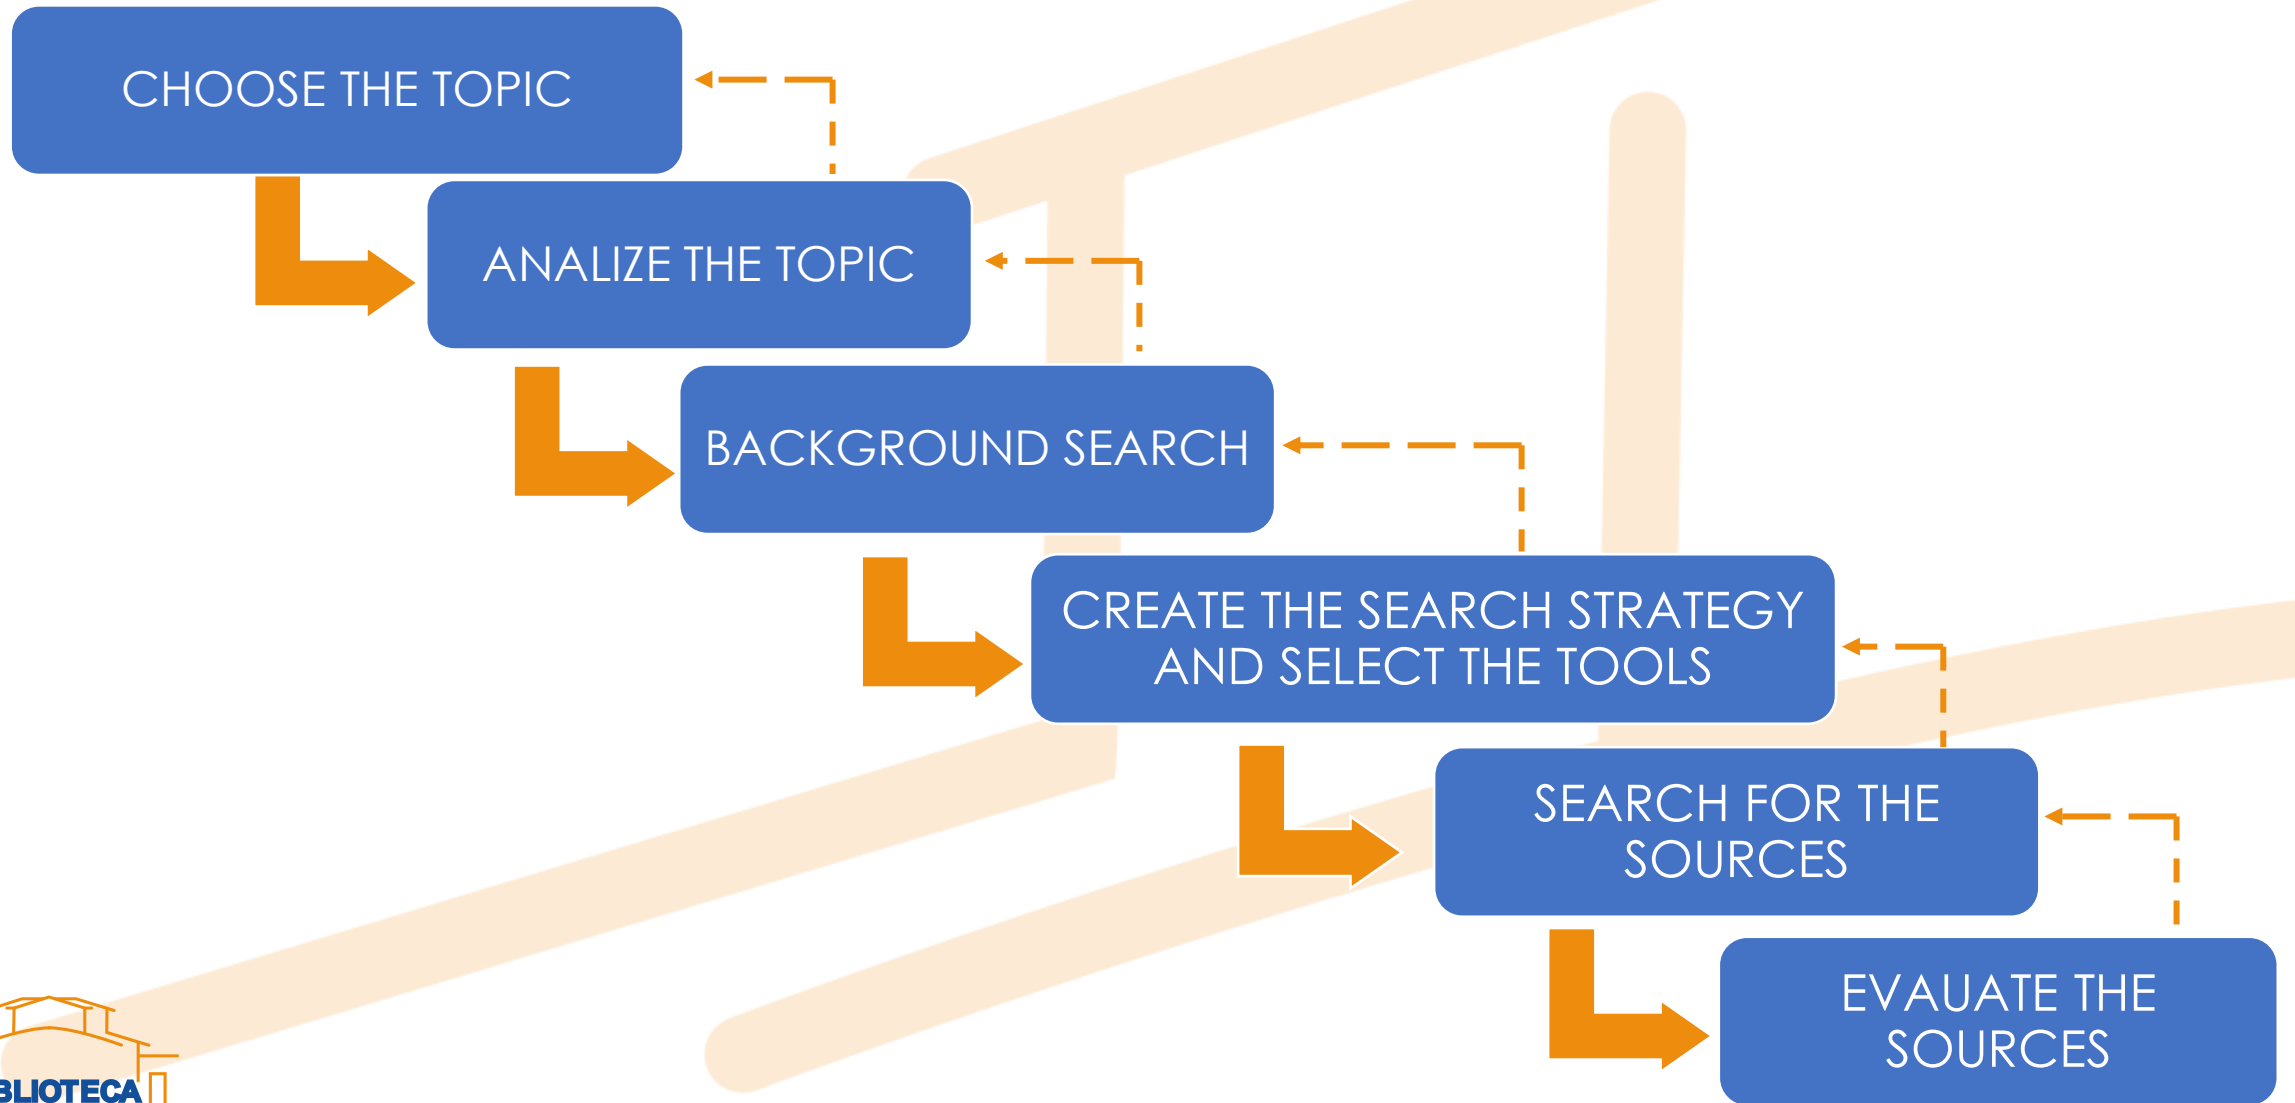 CHOOSE THE TOPIC
ANALIZE THE TOPIC
BACKGROUND SEARCH
CREATE THE SEARCH STRATEGY
AND SELECT THE TOOLS
SEARCH FOR THE
SOURCES
EVAUATE THE
SOURCES
BLIOTECA